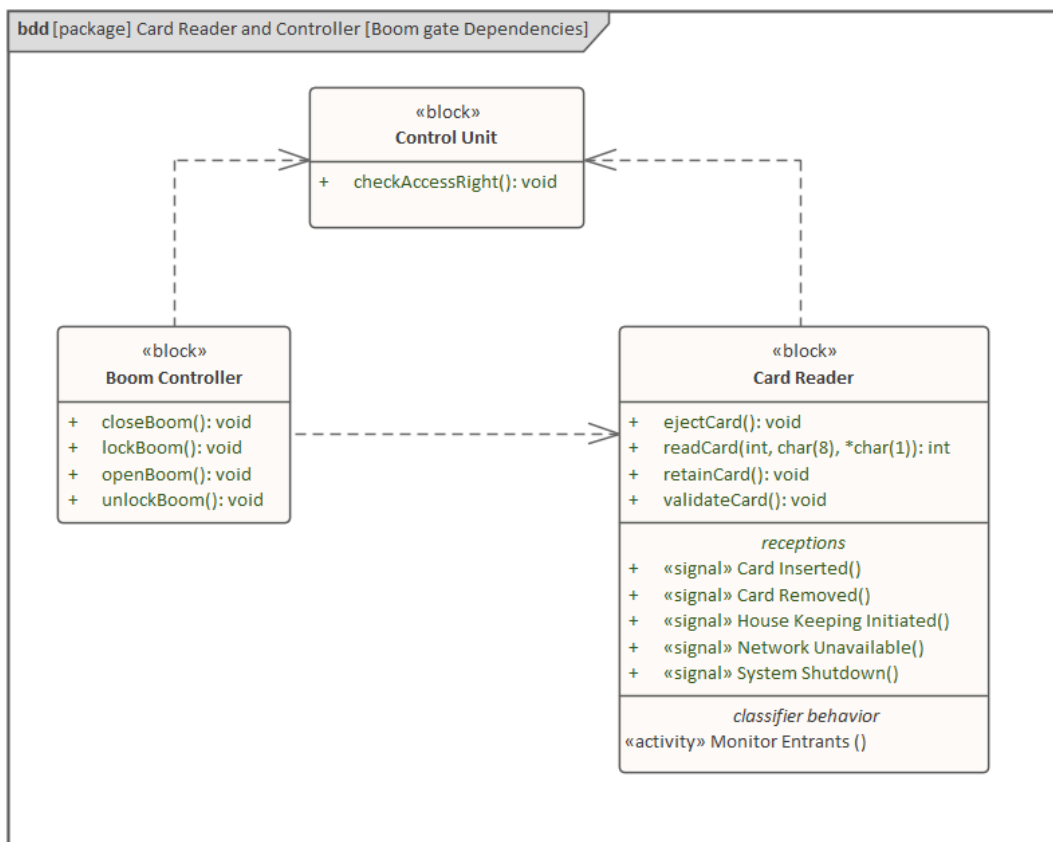 bdd [package] Card Reader and Controller [Boom gate Dependencies]
«block»
Control Unit
+ checkAccessRight(): void
«block»
Boom Controller
+ closeBoom(): void
+ lockBoom(): void
+ openBoom(): void
+ unlockBoom(): void
«block»
Card Reader
+ ejectCard(): void
+ readCard(int, char(8), *char(1)): int
+ retainCard(): void
+ validateCard(): void
receptions
+ «signal» Card Inserted()
+ «signal» Card Removed()
+ «signal» House Keeping Initiated()
+ «signal» Network Unavailable()
+ «signal» System Shutdown()
classifier behavior
«activity» Monitor Entrants ()